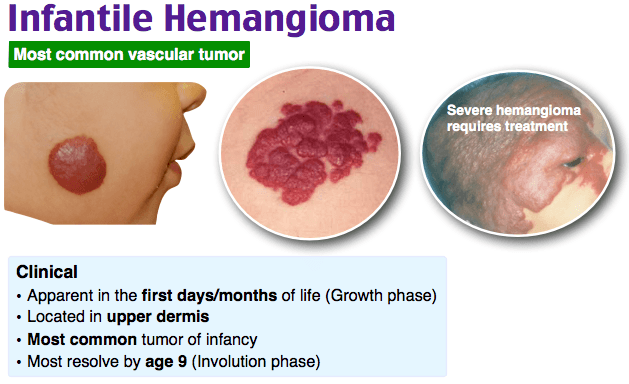 Infantile Hemangioma
Most common vascular tumor
Severe hemangioma
requires treatment
Clinical
• Apparent in the first days/months of life (Growth phase)
• Located in upper dermis
• Most common tumor of infancy
• Most resolve by age 9 (Involution phase)